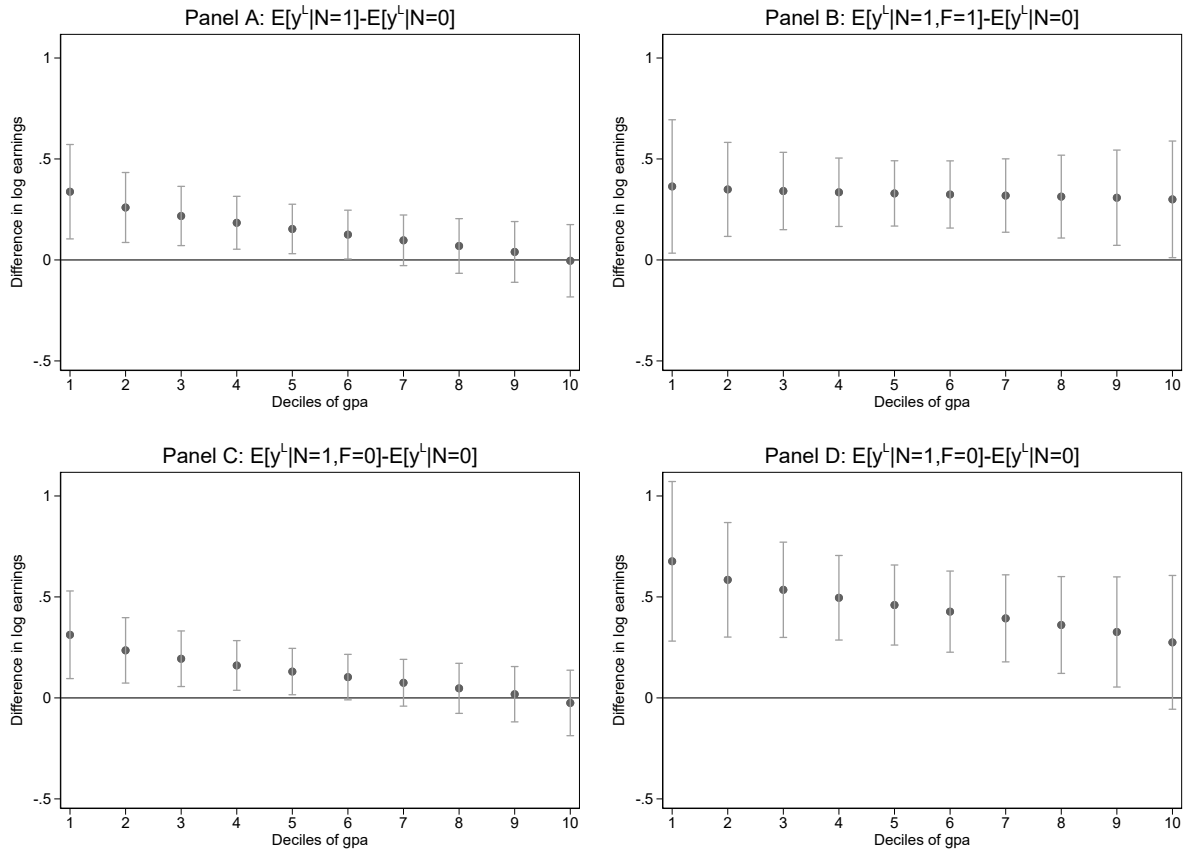 Panel A: E[y^L|N=1]-E[y^L|N=0]
Difference in log earnings
1
.5
0
-.5
1 2 3 4 5 6 7 8 9 10
Deciles of gpa
Panel B: E[y^L|N=1,F=1]-E[y^L|N=0]
Difference in log earnings
1
.5
0
-.5
1 2 3 4 5 6 7 8 9 10
Deciles of gpa
Panel C: E[y^L|N=1,F=0]-E[y^L|N=0]
Difference in log earnings
1
.5
0
-.5
1 2 3 4 5 6 7 8 9 10
Deciles of gpa
Panel D: E[y^L|N=1,F=0]-E[y^L|N=0]
Difference in log earnings
1
.5
0
-.5
1 2 3 4 5 6 7 8 9 10
Deciles of gpa